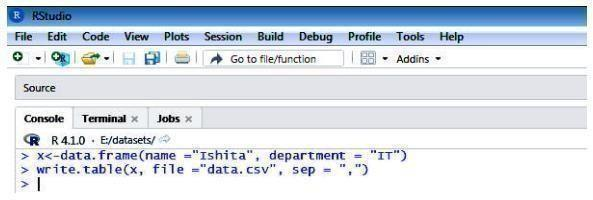 R RStudio
File Edit Code View Plots Session Build Debug Profile Tools Help
Go to file/function Addins
Source
Console Terminal × Jobs ×
R R 4.1.0 · E:/datasets/
> x<-data.frame(name ="Ishita", department = "IT")
> write.table(x, file ="data.csv", sep = ",")
>